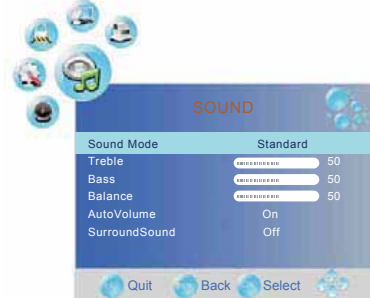 SOUND
Sound Mode Standard
Treble 50
Bass 50
Balance 50
AutoVolume On
SurroundSound Off
Quit Back Select